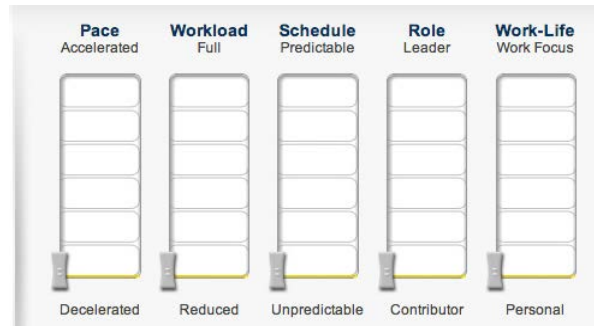 Pace Workload Schedule Role Work-Life
Accelerated Full Predictable Leader Work Focus
Decelerated Reduced Unpredictable Contributor Personal